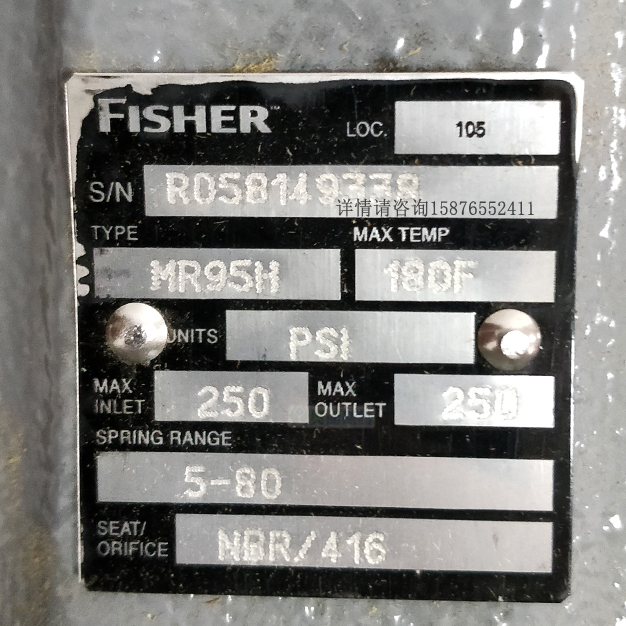 FISHER™ LOC. 105
S/N R058149338
详情请咨询15876552411
TYPE MAX TEMP
MR95H 180F
UNITS PSI
MAX INLET 250 MAX OUTLET 250
SPRING RANGE
5-80
SEAT/
ORIFICE NBR/416